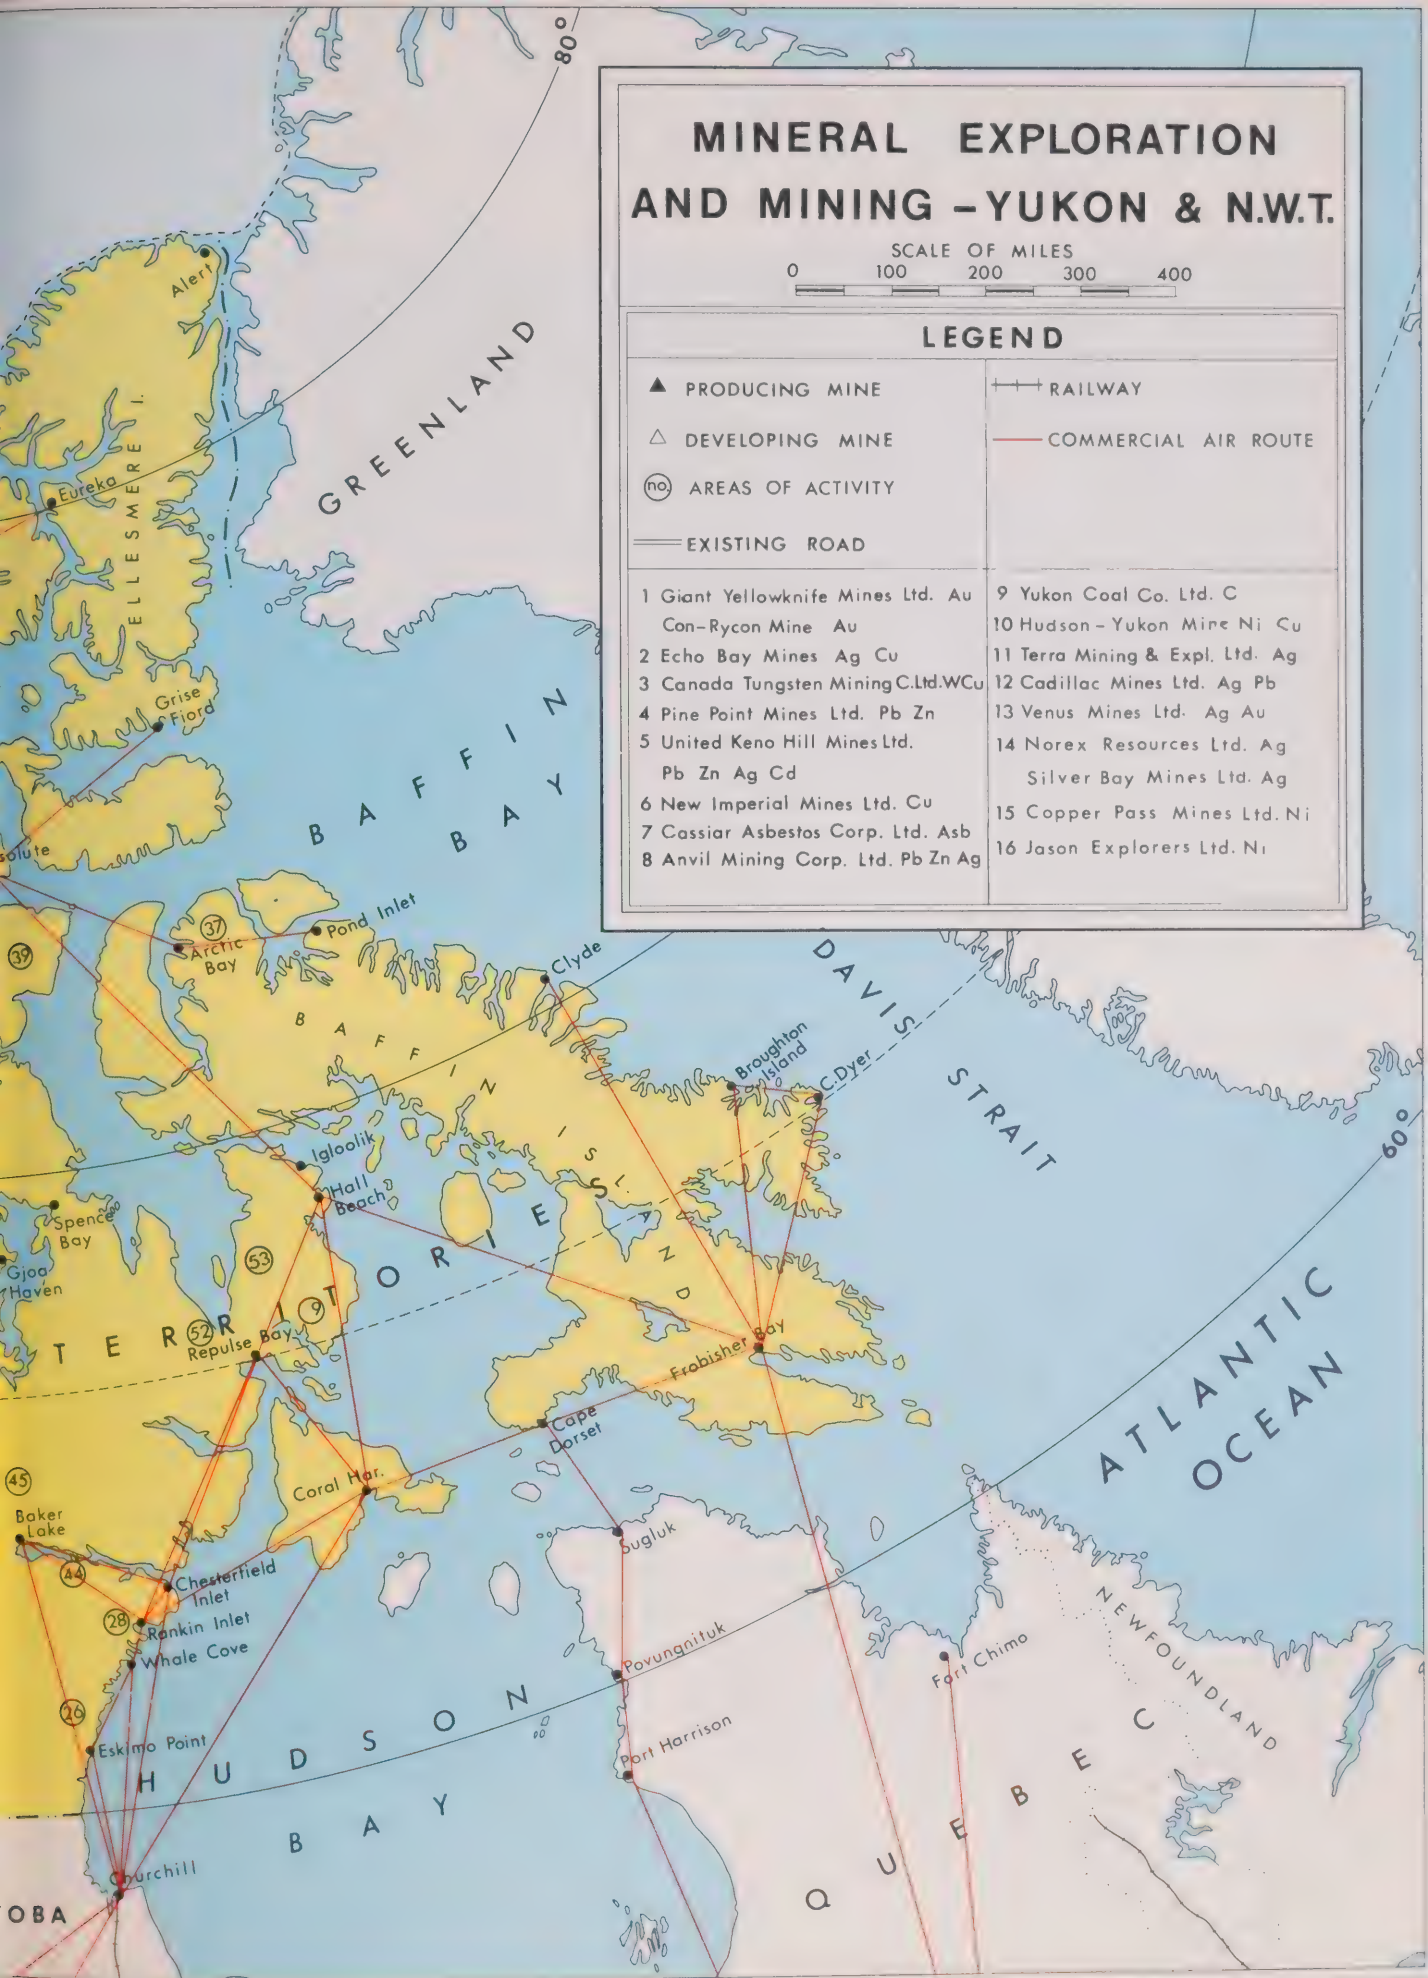 80°
MINERAL EXPLORATION
AND MINING – YUKON & N.W.T.
SCALE OF MILES
0 100 200 300 400
LEGEND
PRODUCING MINE
DEVELOPING MINE
no. AREAS OF ACTIVITY
EXISTING ROAD
RAILWAY
COMMERCIAL AIR ROUTE
1 Giant Yellowknife Mines Ltd. Au
Con-Rycon Mine Au
2 Echo Bay Mines Ag Cu
3 Canada Tungsten Mining C.Ltd.WCu
4 Pine Point Mines Ltd. Pb Zn
5 United Keno Hill Mines Ltd.
Pb Zn Ag Cd
6 New Imperial Mines Ltd. Cu
7 Cassiar Asbestos Corp. Ltd. Asb
8 Anvil Mining Corp. Ltd. Pb Zn Ag
9 Yukon Coal Co. Ltd. C
10 Hudson-Yukon Mine Ni Cu
11 Terra Mining & Expl. Ltd. Ag
12 Cadillac Mines Ltd. Ag Pb
13 Venus Mines Ltd. Ag Au
14 Norex Resources Ltd. Ag
Silver Bay Mines Ltd. Ag
15 Copper Pass Mines Ltd. Ni
16 Jason Explorers Ltd. Ni
Alert
GREENLAND
ELLESMERE I.
Eureka
Grise
Fiord
BAFFIN
BAY
solute
37
Arctic
Bay
Pond Inlet
39
Clyde
DAVIS STRAIT
BAFFIN ISLAND
Broughton
Island
C.Dyer
60°
Igloolik
Hall
Beach
Spence
Bay
Gjoa
Haven
53
9
52
TERRITORIES
Repulse Bay
Frobisher Bay
ATLANTIC
OCEAN
Cape
Dorset
Coral Har.
45
Baker
Lake
Sugluk
44
Chesterfield
Inlet
28
Rankin Inlet
Whale Cove
Povungnituk
Fort Chimo
NEWFOUNDLAND
26
Eskimo Point
Port Harrison
HUDSON
BAY
QUEBEC
Churchill
OBA